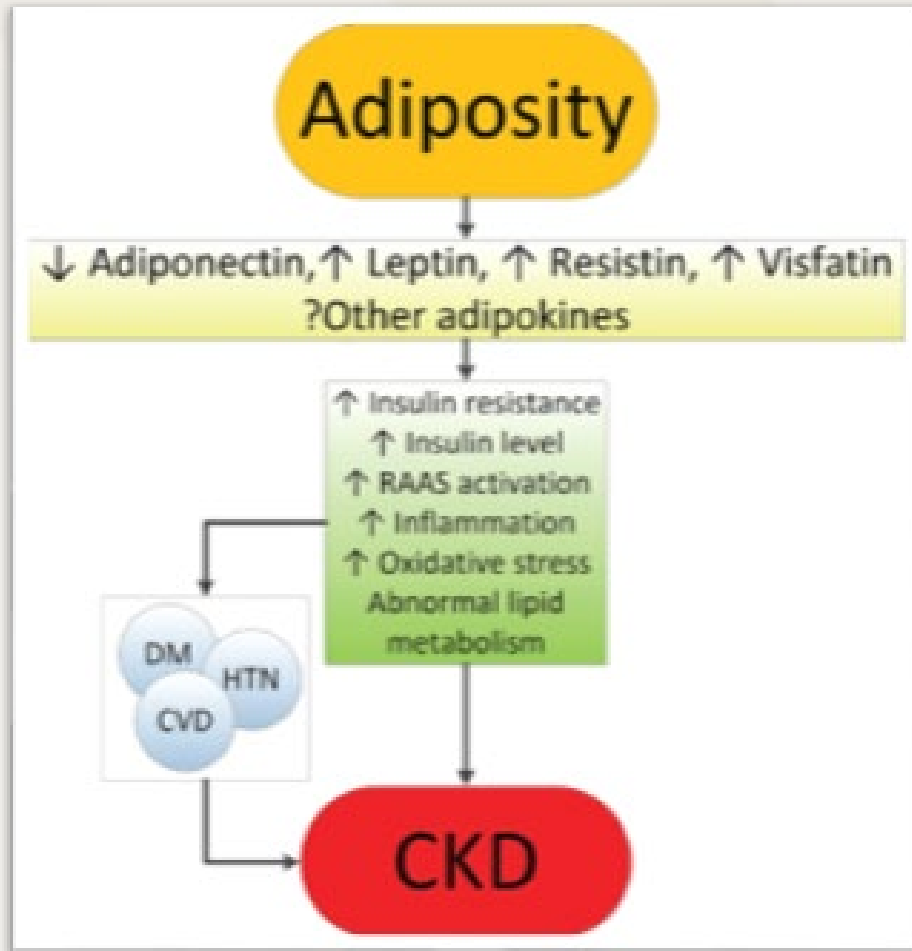 Adiposity
↓ Adiponectin,↑ Leptin, ↑ Resistin, ↑ Visfatin
?Other adipokines
↑ Insulin resistance
↑ Insulin level
↑ RAAS activation
↑ Inflammation
↑ Oxidative stress
Abnormal lipid
metabolism
DM
HTN
CVD
CKD